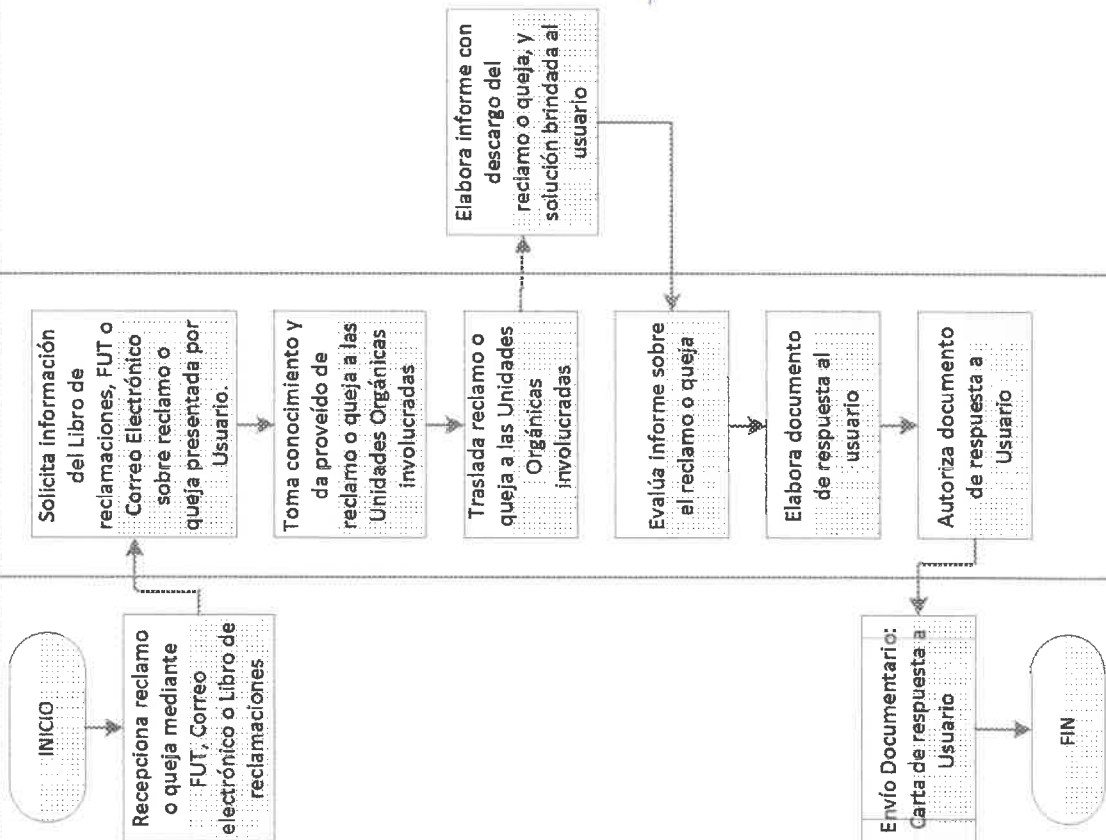 INICIO
Recepciona reclamo
o queja mediante
FUT, Correo
electrónico o Libro de
reclamaciones
Solicita información
del Libro de
reclamaciones, FUT o
Correo Electrónico
sobre reclamo o
queja presentada por
Usuario.
Toma conocimiento y
da proveído de
reclamo o queja a las
Unidades Orgánicas
involucradas
Traslada reclamo o
queja a las Unidades
Orgánicas
involucradas
Elabora informe con
descargo del
reclamo o queja, y
solución brindada al
usuario
Evalúa informe sobre
el reclamo o queja
Elabora documento
de respuesta al
usuario
Autoriza documento
de respuesta a
Usuario
Envío Documentario:
Carta de respuesta a
Usuario
FIN